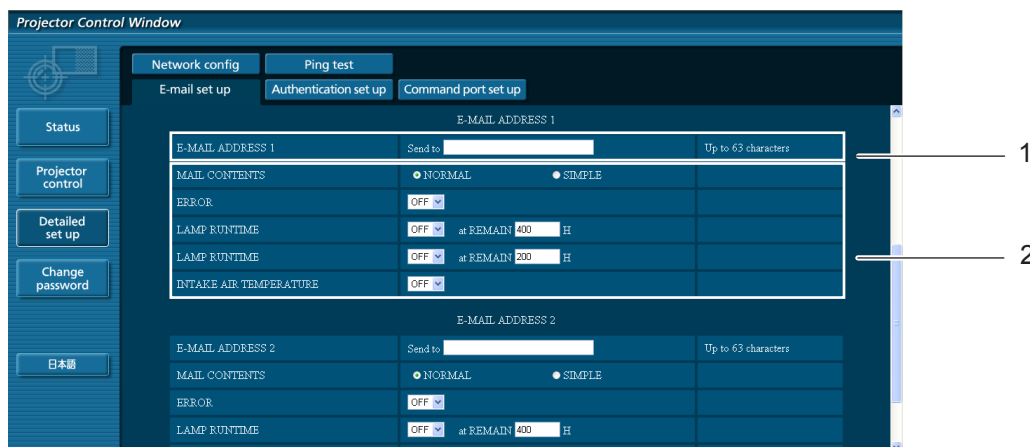 Projector Control Window
Network config Ping test
E-mail set up Authentication set up Command port set up
Status
Projector control
Detailed set up
Change password
日本語
E-MAIL ADDRESS 1
E-MAIL ADDRESS 1 Send to Up to 63 characters
MAIL CONTENTS NORMAL SIMPLE
ERROR OFF
LAMP RUNTIME OFF at REMAIN 400 H
LAMP RUNTIME OFF at REMAIN 200 H
INTAKE AIR TEMPERATURE OFF
E-MAIL ADDRESS 2
E-MAIL ADDRESS 2 Send to Up to 63 characters
MAIL CONTENTS NORMAL SIMPLE
ERROR OFF
LAMP RUNTIME OFF at REMAIN 400 H
1
2